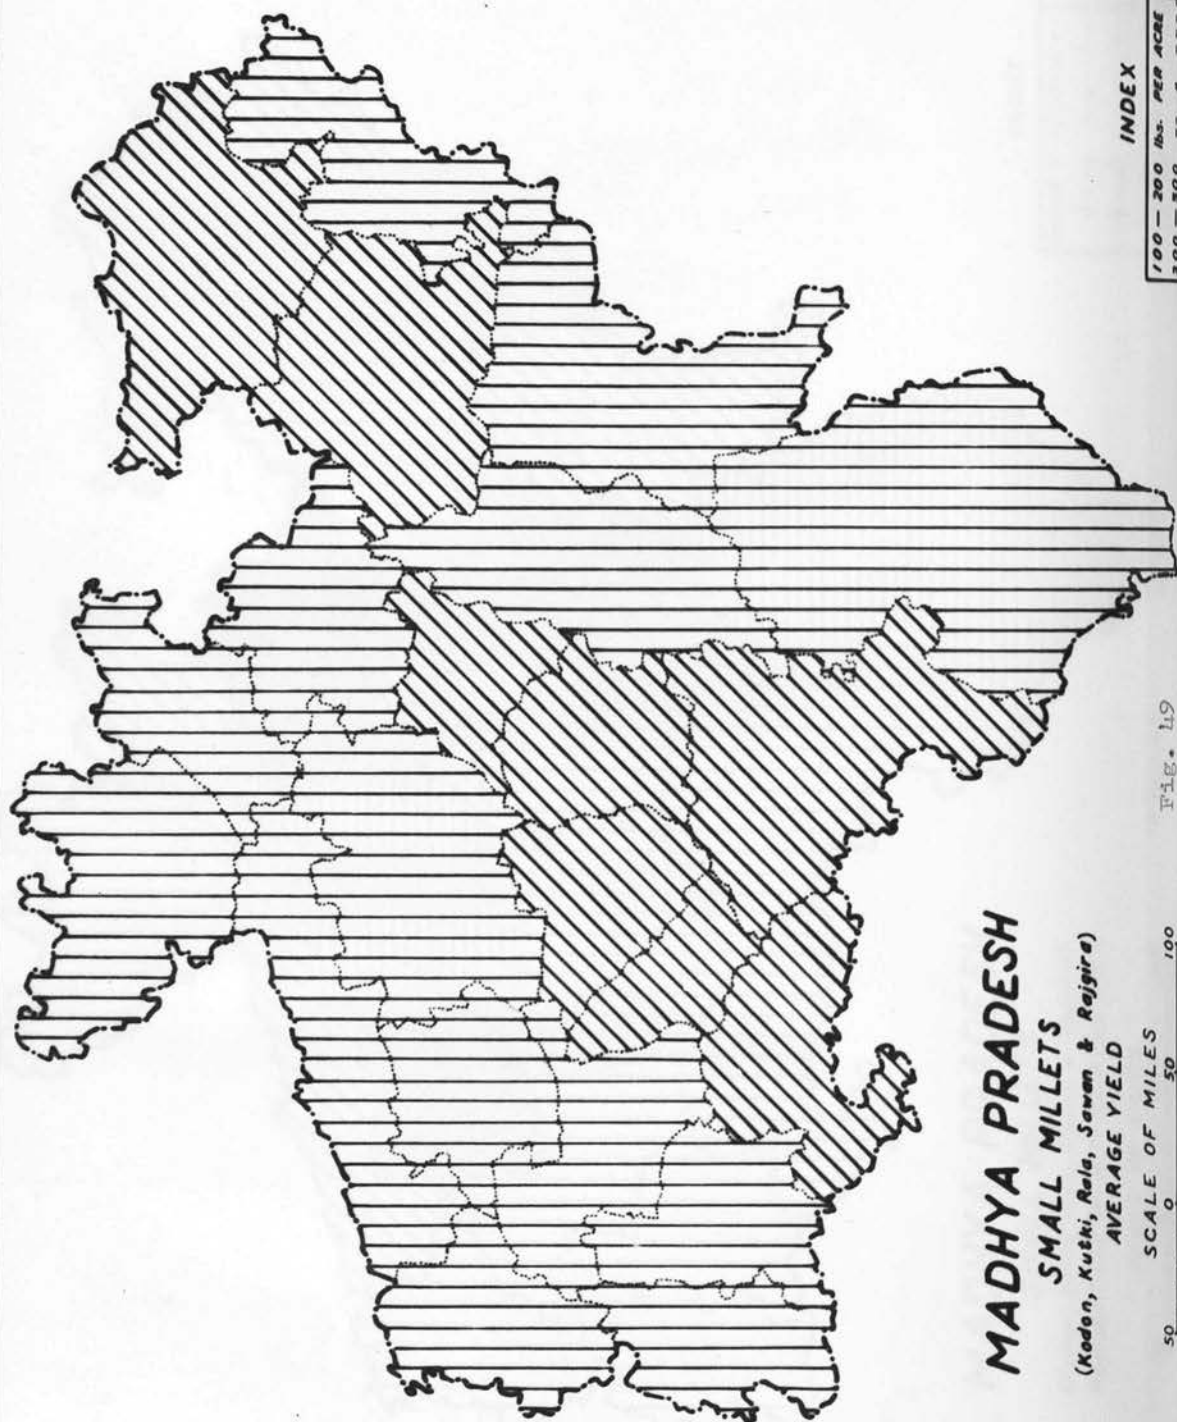 MADHYA PRADESH
SMALL MILLETS
(Kodon, Kutki, Rala, Sawan & Rajgira)
AVERAGE YIELD
SCALE OF MILES
50 0 50 100
Fig. 49
INDEX
100 — 200 lbs. PER ACRE